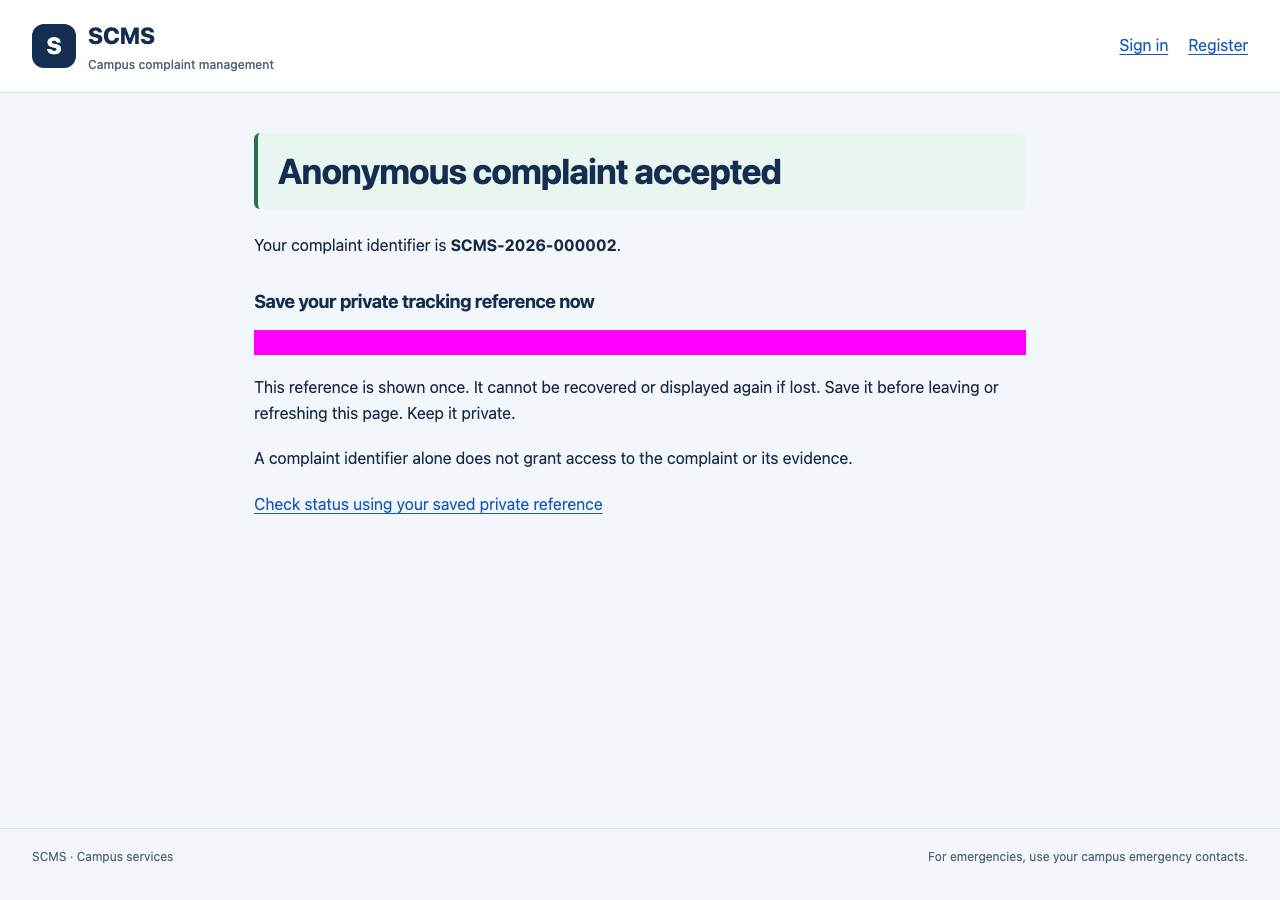 S
SCMS
Campus complaint management
Sign in
Register
Anonymous complaint accepted
Your complaint identifier is SCMS-2026-000002.
Save your private tracking reference now
This reference is shown once. It cannot be recovered or displayed again if lost. Save it before leaving or
refreshing this page. Keep it private.
A complaint identifier alone does not grant access to the complaint or its evidence.
Check status using your saved private reference
SCMS · Campus services
For emergencies, use your campus emergency contacts.